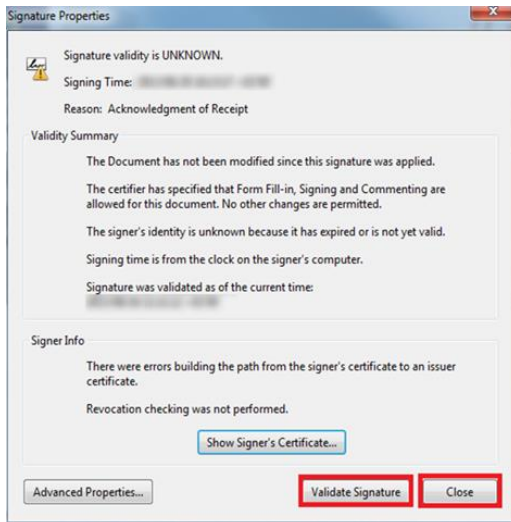 Signature Properties
Signature validity is UNKNOWN.
Signing Time:
Reason: Acknowledgment of Receipt
Validity Summary
The Document has not been modified since this signature was applied.
The certifier has specified that Form Fill-in, Signing and Commenting are
allowed for this document. No other changes are permitted.
The signer's identity is unknown because it has expired or is not yet valid.
Signing time is from the clock on the signer's computer.
Signature was validated as of the current time:
Signer Info
There were errors building the path from the signer's certificate to an issuer
certificate.
Revocation checking was not performed.
Show Signer's Certificate...
Advanced Properties...
Validate Signature
Close